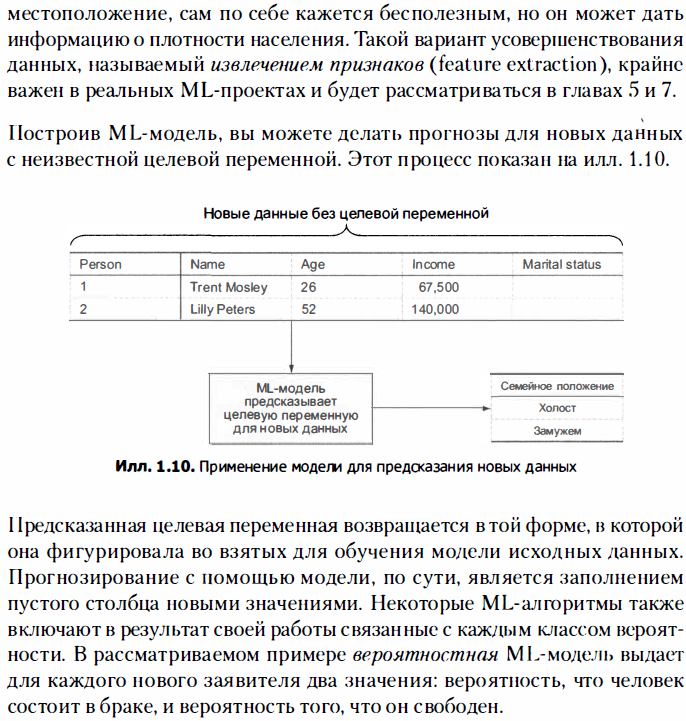 местоположение, сам по себе кажется бесполезным, но он может дать
информацию о плотности населения. Такой вариант усовершенствования
данных, называемый извлечением признаков (feature extraction), крайне
важен в реальных ML-проектах и будет рассматриваться в главах 5 и 7.
Построив ML-модель, вы можете делать прогнозы для новых данных
с неизвестной целевой переменной. Этот процесс показан на илл. 1.10.
Новые данные без целевой переменной
Person Name Age Income Marital status
1 Trent Mosley 26 67,500
2 Lilly Peters 52 140,000
ML-модель
предсказывает
целевую переменную
для новых данных
Семейное положение
Холост
Замужем
Илл. 1.10. Применение модели для предсказания новых данных
Предсказанная целевая переменная возвращается в той форме, в которой
она фигурировала во взятых для обучения модели исходных данных.
Прогнозирование с помощью модели, по сути, является заполнением
пустого столбца новыми значениями. Некоторые ML-алгоритмы также
включают в результат своей работы связанные с каждым классом вероят-
ности. В рассматриваемом примере вероятностная ML-модель выдает
для каждого нового заявителя два значения: вероятность, что человек
состоит в браке, и вероятность того, что он свободен.